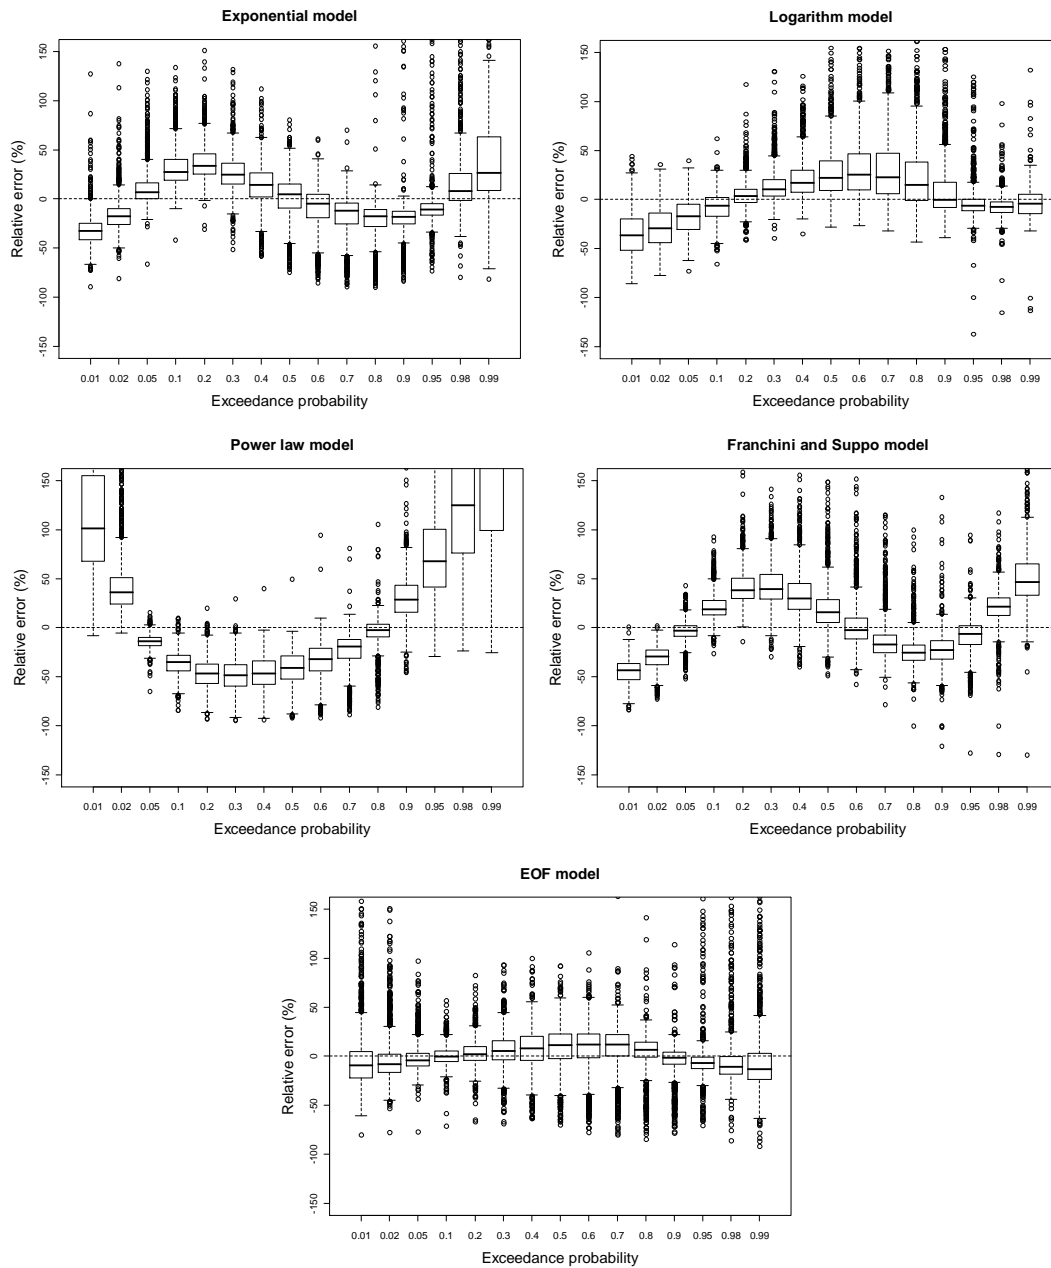 Exponential model
Relative error (%)
150
100
50
0
-50
-100
-150
0.01 0.02 0.05 0.1 0.2 0.3 0.4 0.5 0.6 0.7 0.8 0.9 0.95 0.98 0.99
Exceedance probability
Logarithm model
Relative error (%)
150
100
50
0
-50
-100
-150
0.01 0.02 0.05 0.1 0.2 0.3 0.4 0.5 0.6 0.7 0.8 0.9 0.95 0.98 0.99
Exceedance probability
Power law model
Relative error (%)
150
100
50
0
-50
-100
-150
0.01 0.02 0.05 0.1 0.2 0.3 0.4 0.5 0.6 0.7 0.8 0.9 0.95 0.98 0.99
Exceedance probability
Franchini and Suppo model
Relative error (%)
150
100
50
0
-50
-100
-150
0.01 0.02 0.05 0.1 0.2 0.3 0.4 0.5 0.6 0.7 0.8 0.9 0.95 0.98 0.99
Exceedance probability
EOF model
Relative error (%)
150
100
50
0
-50
-100
-150
0.01 0.02 0.05 0.1 0.2 0.3 0.4 0.5 0.6 0.7 0.8 0.9 0.95 0.98 0.99
Exceedance probability